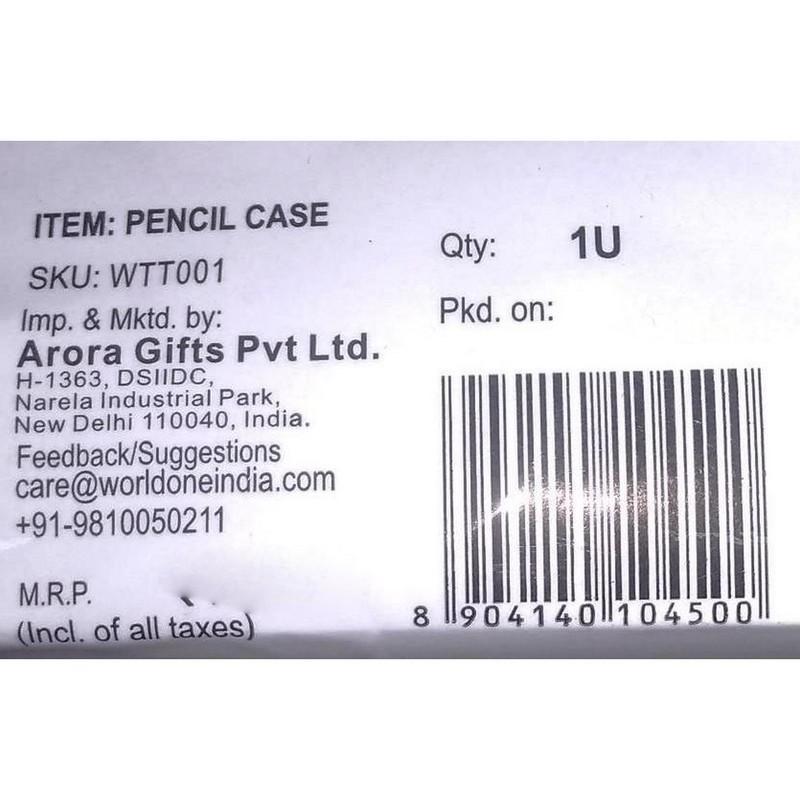 ITEM: PENCIL CASE
SKU: WTT001
Imp. & Mktd. by:
Arora Gifts Pvt Ltd.
H-1363, DSIIDC,
Narela Industrial Park,
New Delhi 110040, India.
Feedback/Suggestions
care@worldoneindia.com
+91-9810050211
M.R.P.
(Incl. of all taxes)
Qty: 1U
Pkd. on:
8 904140 104500